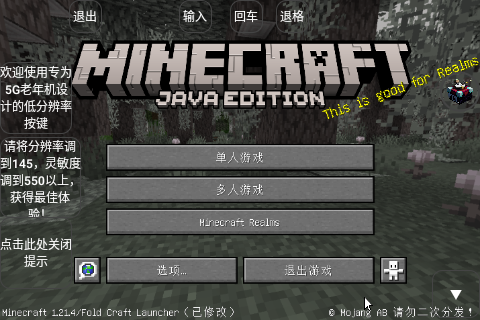 退出
输入
回车
退格
MINECRAFT
JAVA EDITION
This is good for Realms
欢迎使用专为
5G老年机设
计的低分辨率
按键
请将分辨率调
到145，灵敏度
调到550以上，
获得最佳体
验!
点击此处关闭
提示
单人游戏
多人游戏
Minecraft Realms
选项...
退出游戏
▼
Minecraft 1.21.4/Fold Craft Launcher（已修改）
© Mojang AB 请勿二次分发！